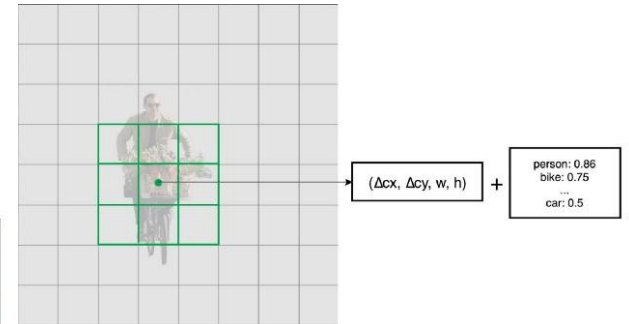 (Δcx, Δcy, w, h)
+
person: 0.86
bike: 0.75
...
car: 0.5